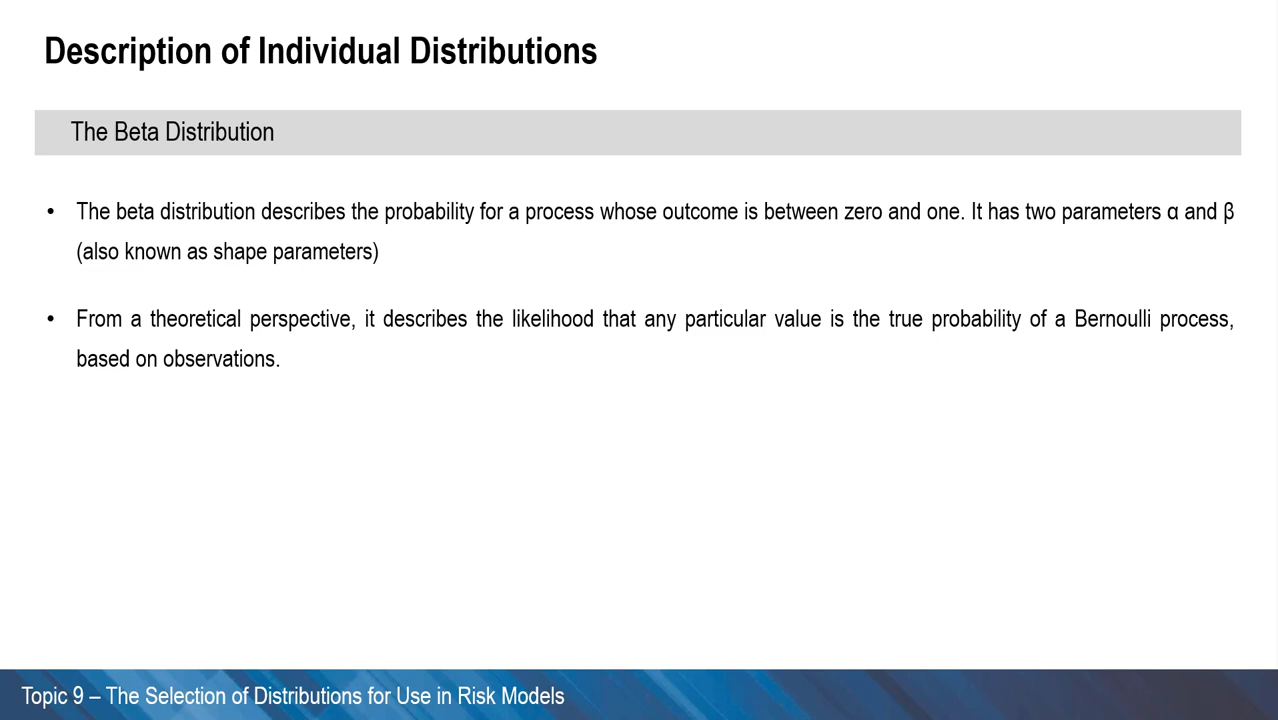 Description of Individual Distributions
The Beta Distribution
• The beta distribution describes the probability for a process whose outcome is between zero and one. It has two parameters α and β
(also known as shape parameters)
• From a theoretical perspective, it describes the likelihood that any particular value is the true probability of a Bernoulli process,
based on observations.
Topic 9 – The Selection of Distributions for Use in Risk Models